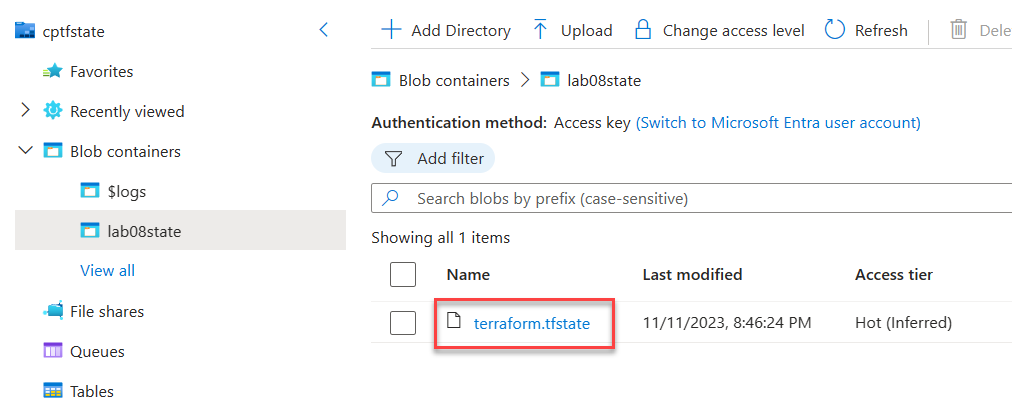 cptfstate
Favorites
Recently viewed
Blob containers
$logs
lab08state
View all
File shares
Queues
Tables
Add Directory Upload Change access level Refresh Dele
Blob containers > lab08state
Authentication method: Access key (Switch to Microsoft Entra user account)
Add filter
Search blobs by prefix (case-sensitive)
Showing all 1 items
Name Last modified Access tier
terraform.tfstate 11/11/2023, 8:46:24 PM Hot (Inferred)